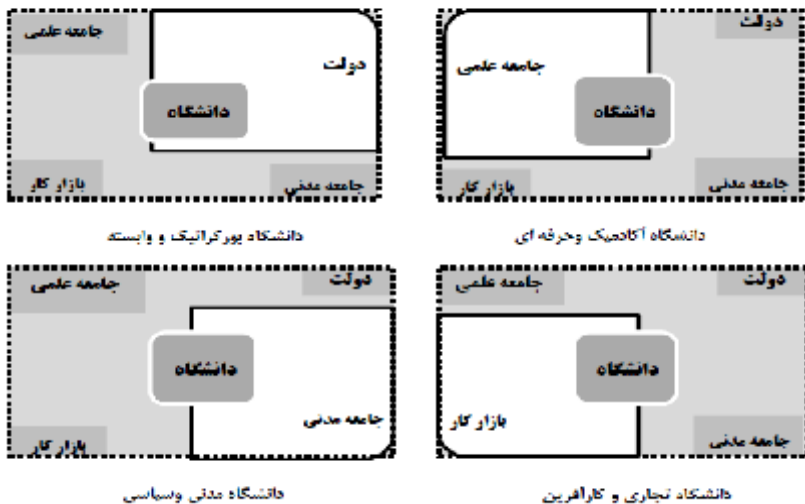 دولت
جامعه علمی
دانشگاه
جامعه مدنی
بازار کار
دانشگاه آکادمیک وحرفه ای
جامعه علمی
دولت
دانشگاه
جامعه مدنی
بازار کار
دانشگاه بورکراتیک و وابسته
دولت
جامعه علمی
دانشگاه
بازار کار
جامعه مدنی
دانشگاه تجاری و کارآفرین
دولت
جامعه علمی
دانشگاه
جامعه مدنی
بازار کار
دانشگاه مدنی وسیاسی